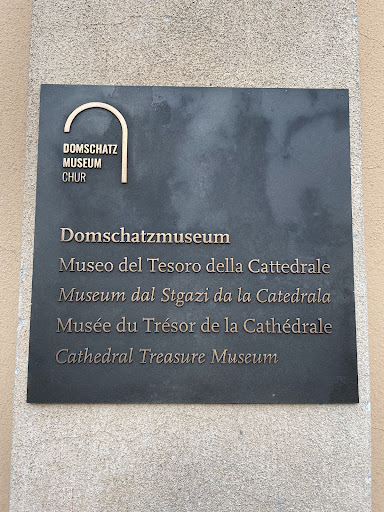 DOMSCHATZ
MUSEUM
CHUR
Domschatzmuseum
Museo del Tesoro della Cattedrale
Museum dal Stgazi da la Catedrala
Musée du Trésor de la Cathédrale
Cathedral Treasure Museum